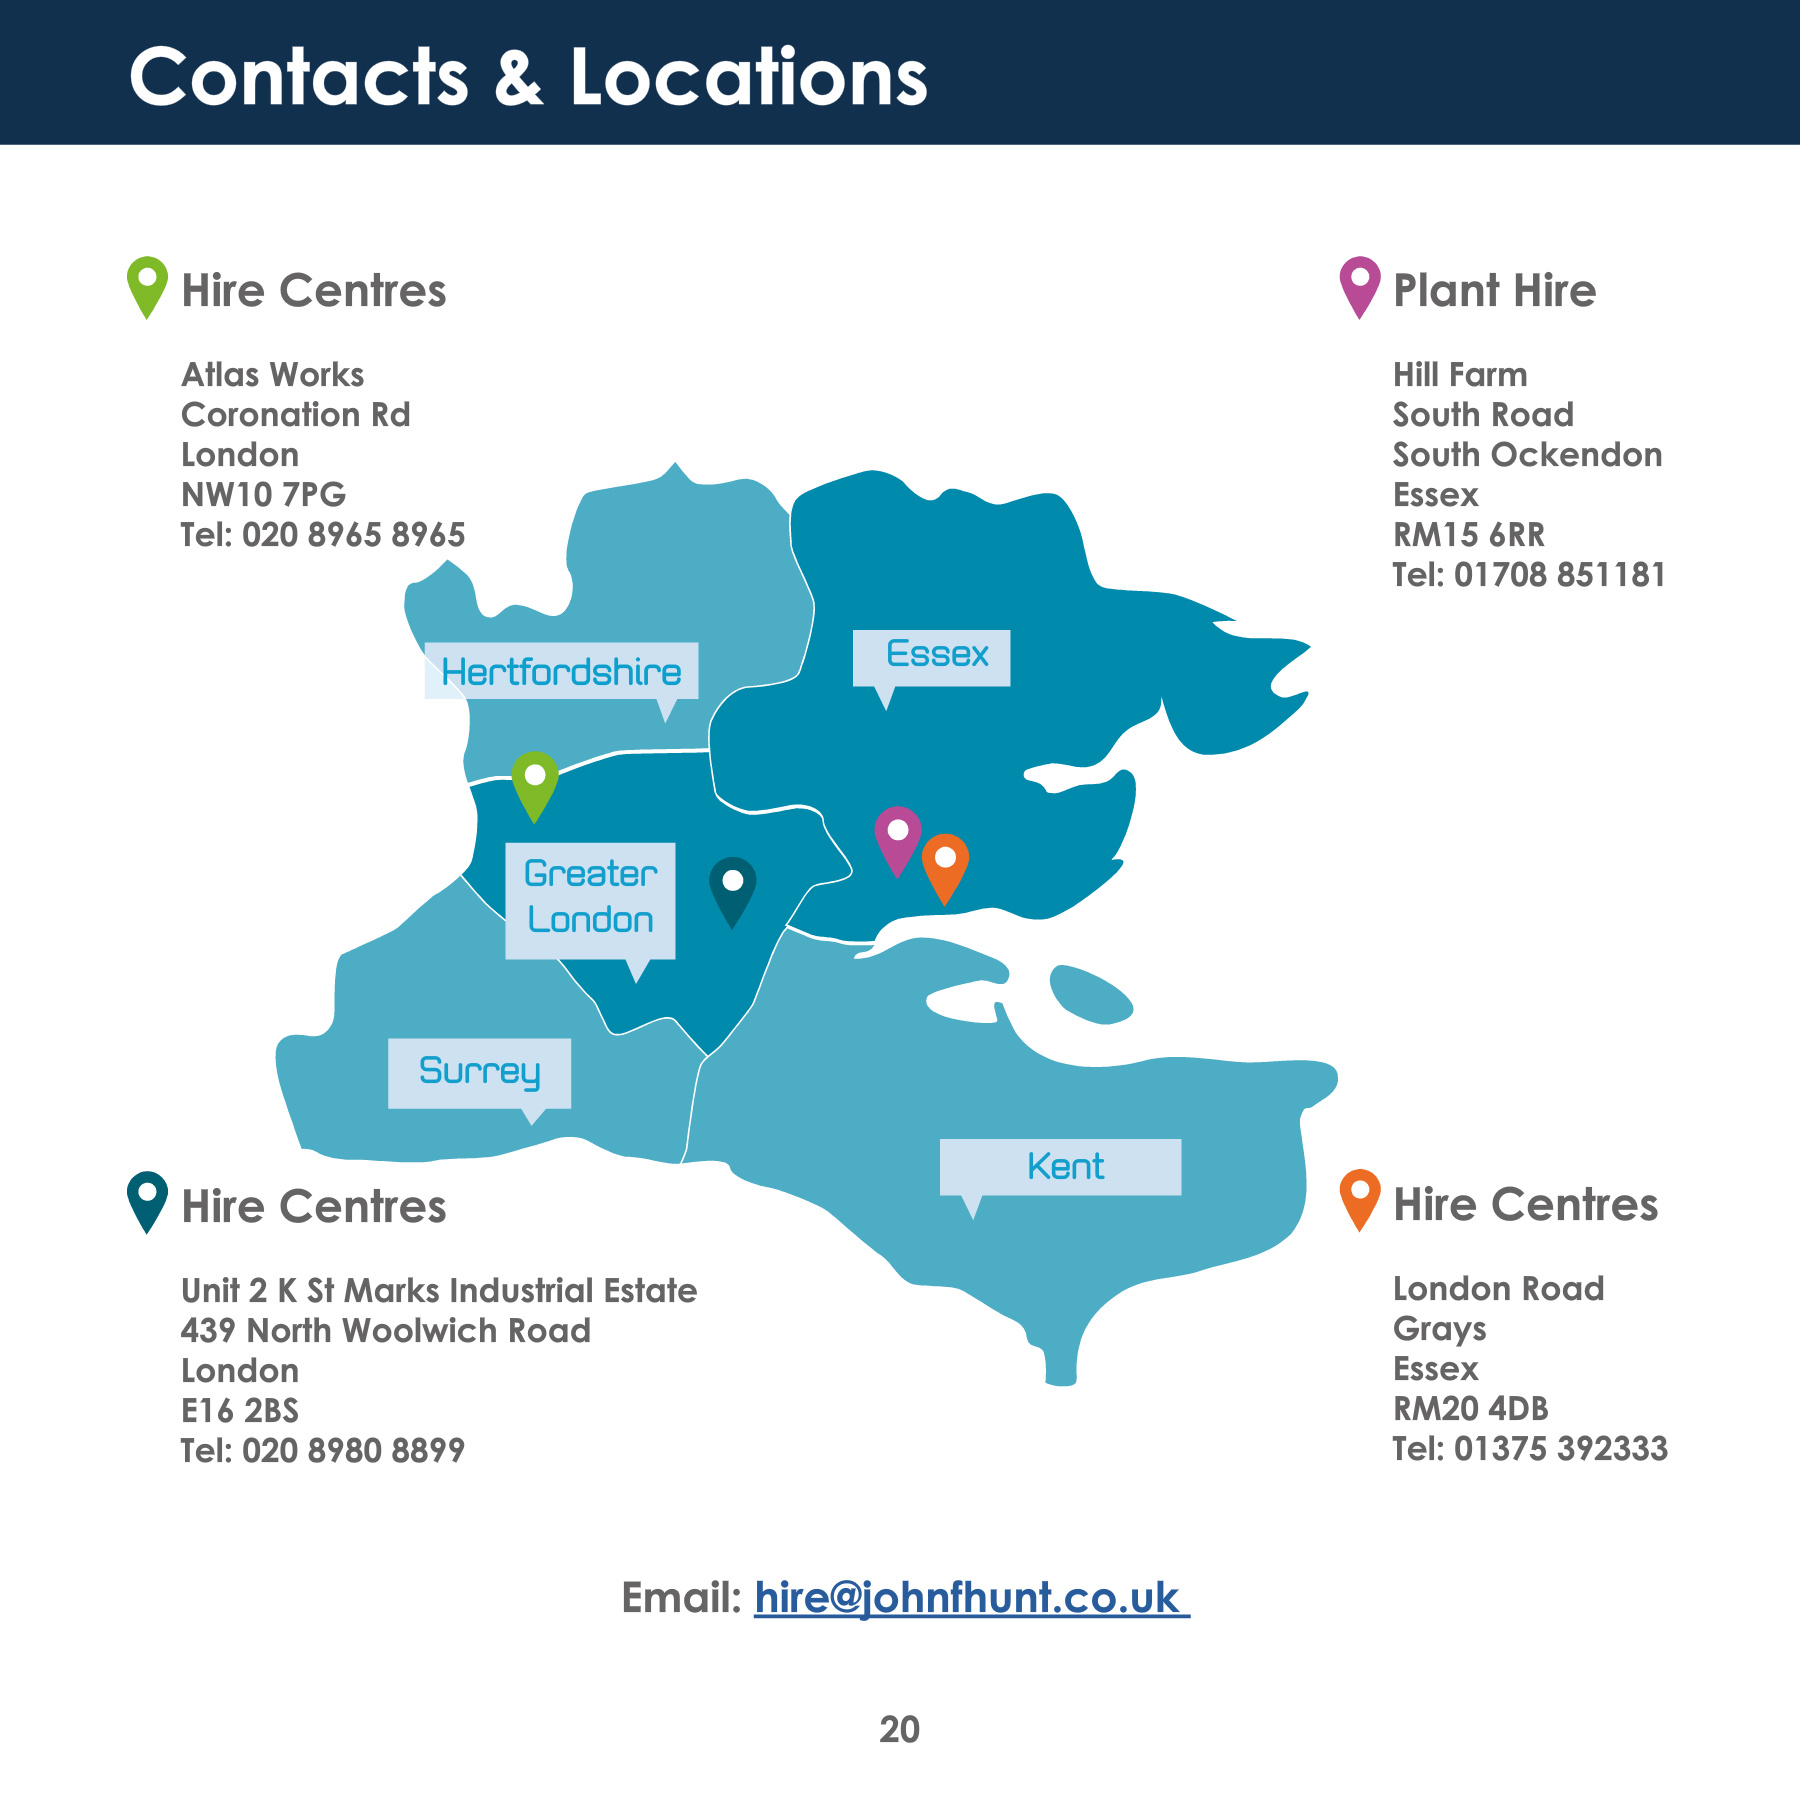 Contacts & Locations
Hire Centres
Atlas Works
Coronation Rd
London
NW10 7PG
Tel: 020 8965 8965
Plant Hire
Hill Farm
South Road
South Ockendon
Essex
RM15 6RR
Tel: 01708 851181
Hertfordshire
Essex
Greater
London
Surrey
Kent
Hire Centres
Unit 2 K St Marks Industrial Estate
439 North Woolwich Road
London
E16 2BS
Tel: 020 8980 8899
Hire Centres
London Road
Grays
Essex
RM20 4DB
Tel: 01375 392333
Email: hire@johnfhunt.co.uk
20